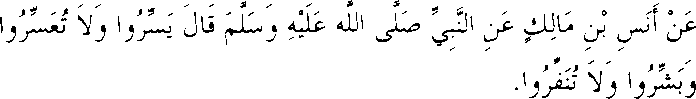 عَنْ أَنَسِ بْنِ مَالِكٍ عَنِ النَّبِيِّ صَلَّى اللَّه عَلَيْهِ وَسَلَّمَ قَالَ يَسِّرُوا وَلاَ تُعَسِّرُوا
وَبَشِّرُوا وَلاَ تُنَفِّرُوا.